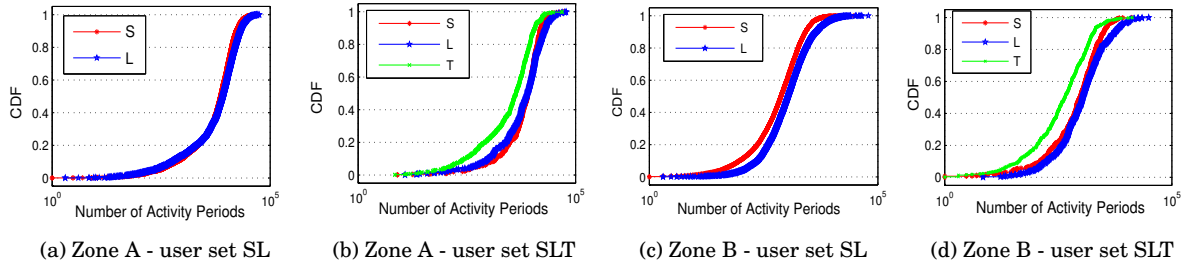 1
0.8
0.6
0.4
0.2
0
CDF
S
L
10^0
10^5
Number of Activity Periods
(a) Zone A - user set SL
1
0.8
0.6
0.4
0.2
0
CDF
S
L
T
10^0
10^5
Number of Activity Periods
(b) Zone A - user set SLT
1
0.8
0.6
0.4
0.2
0
CDF
S
L
10^0
10^5
Number of Activity Periods
(c) Zone B - user set SL
1
0.8
0.6
0.4
0.2
0
CDF
S
L
T
10^0
10^5
Number of Activity Periods
(d) Zone B - user set SLT